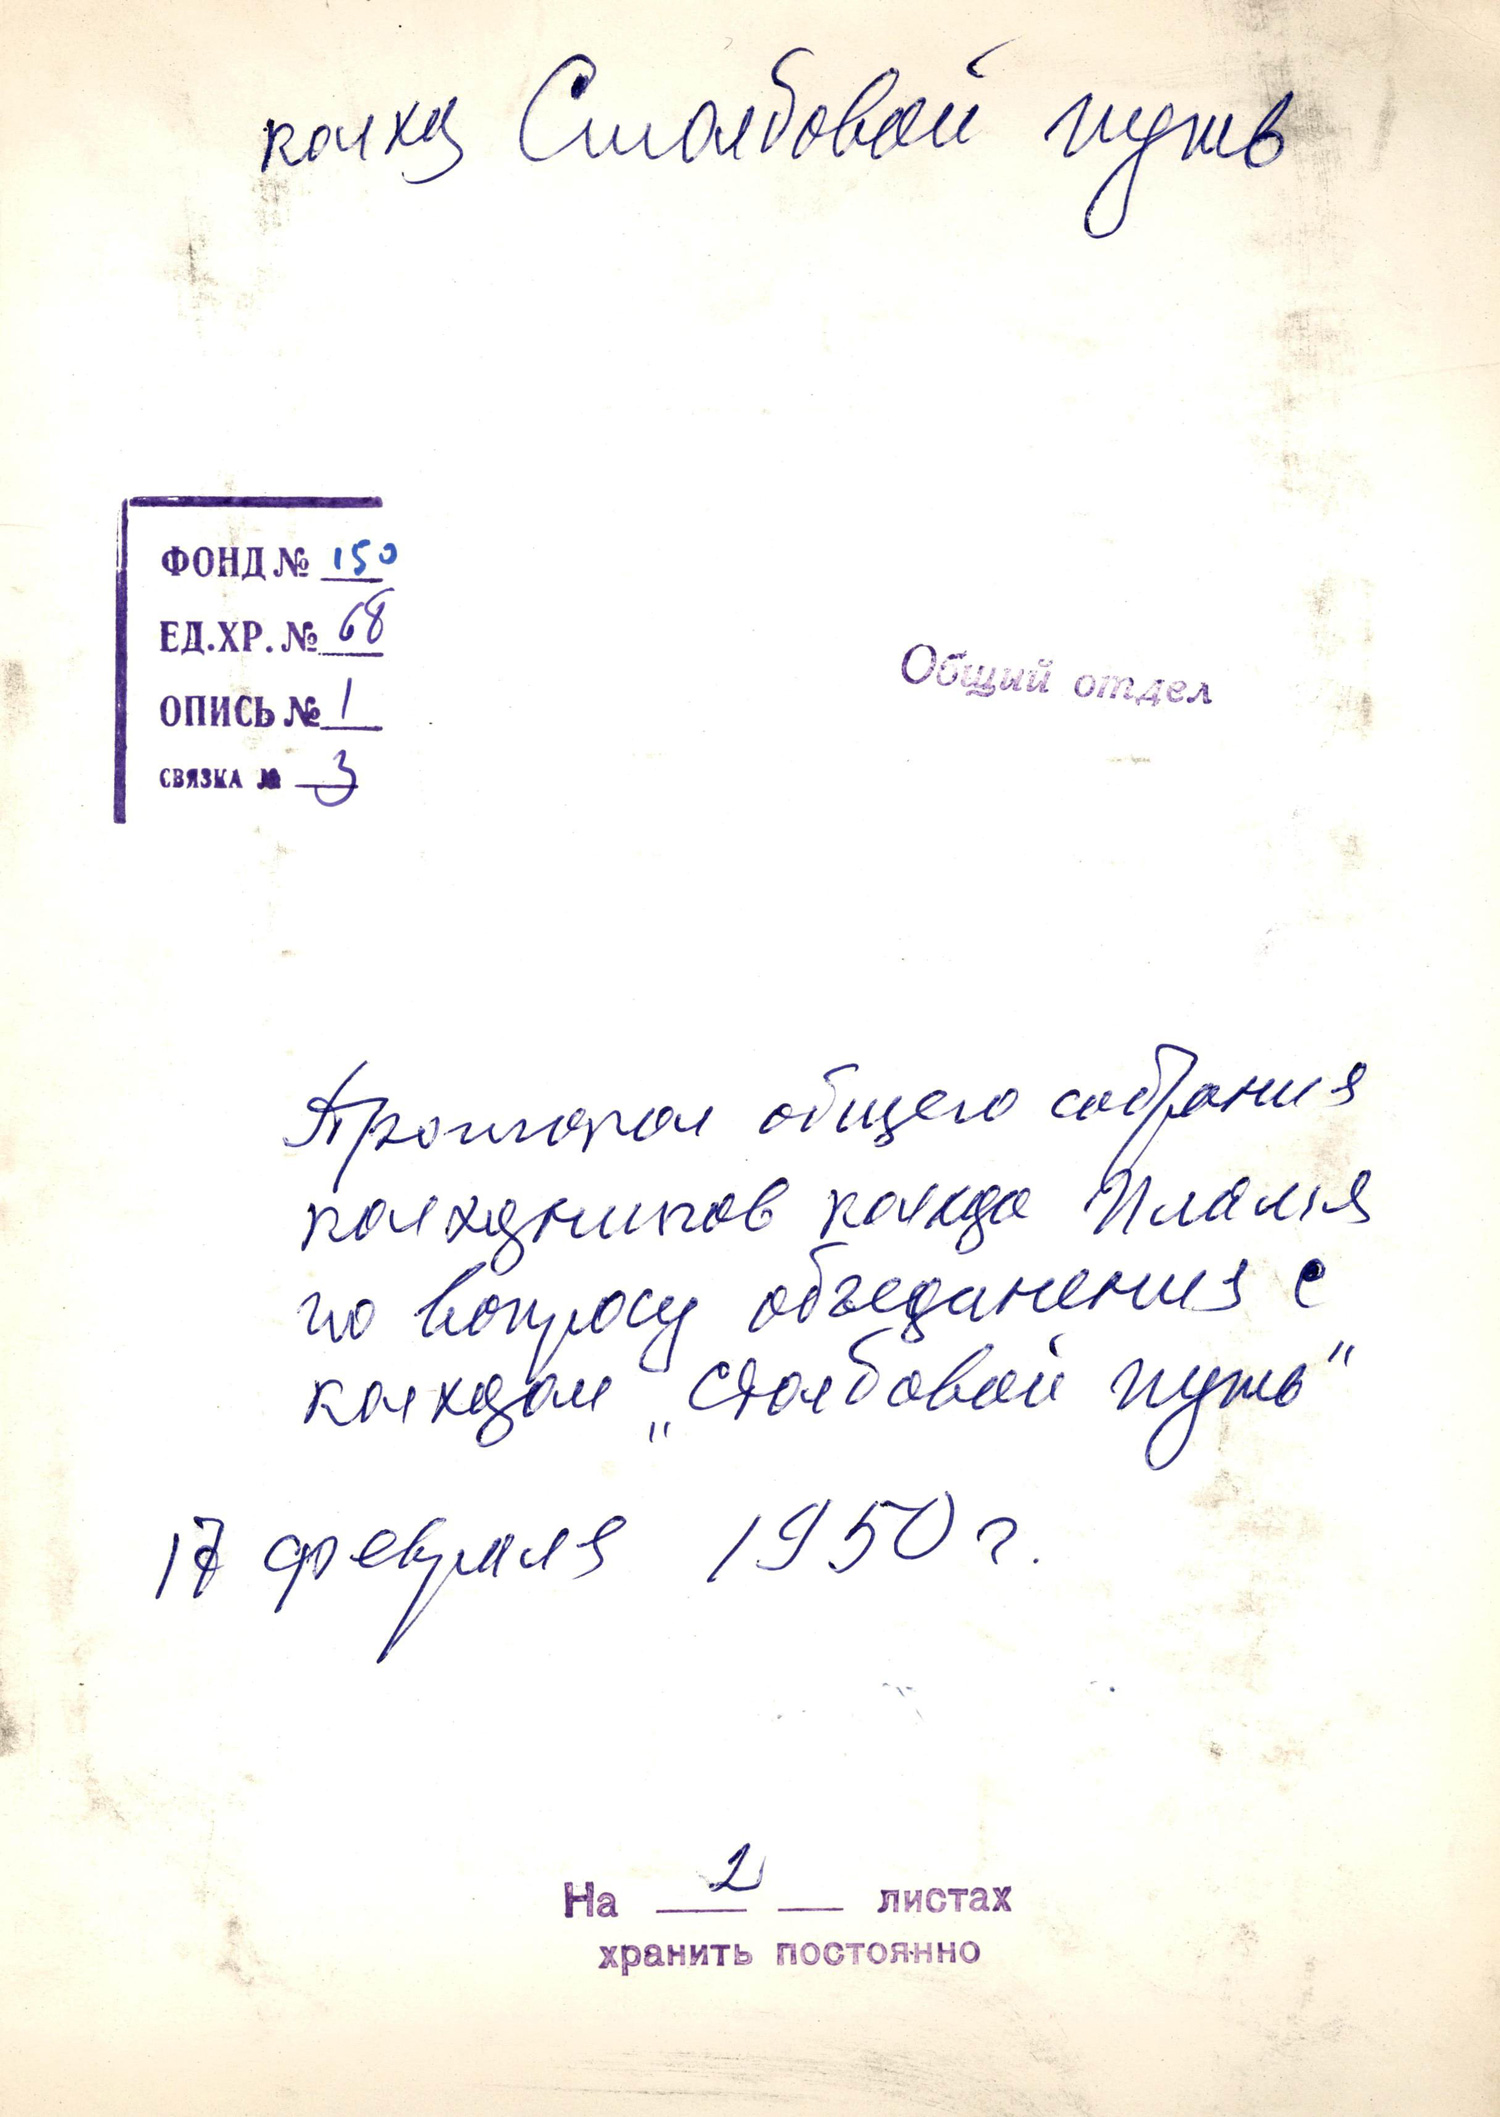 колхоз Столбовой путь
ФОНД № 150
ЕД.ХР. № 68
ОПИСЬ № 1
СВЯЗКА № 3
Общий отдел
Протокол общего собрания
колхозников колхоза Пламя
по вопросу объединения с
колхозом „Столбовой путь"
17 февраля 1950 г.
На 2 листах
хранить постоянно